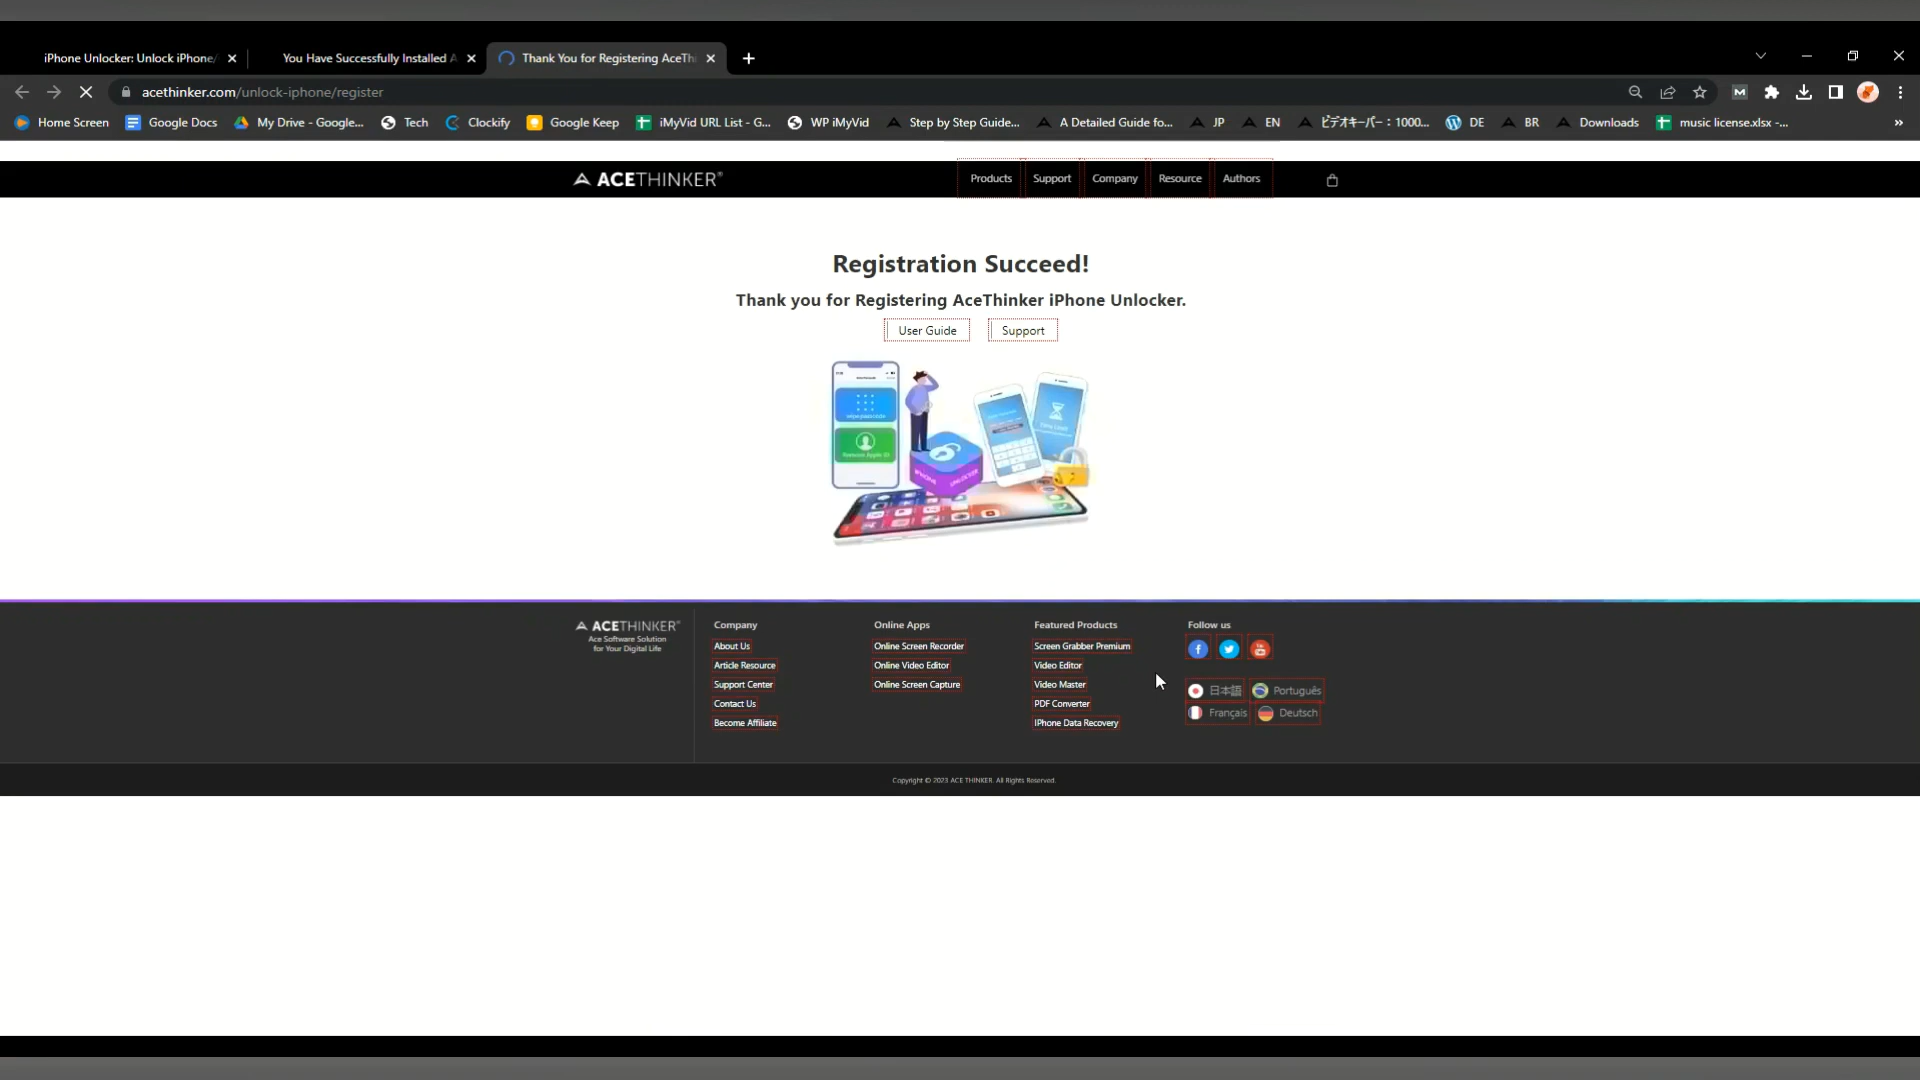 iPhone Unlocker: Unlock iPhone/
You Have Successfully Installed A
Thank You for Registering AceThi
acethinker.com/unlock-iphone/register
Home Screen
Google Docs
My Drive - Google...
Tech
Clockify
Google Keep
iMyVid URL List - G...
WP iMyVid
Step by Step Guide...
A Detailed Guide fo...
JP
EN
ビデオキーパー：1000...
DE
BR
Downloads
music license.xlsx -...
»
ACETHINKER®
Products
Support
Company
Resource
Authors
Registration Succeed!
Thank you for Registering AceThinker iPhone Unlocker.
User Guide
Support
Remove Apple ID
IPHONE UNLOCKER
ACETHINKER®
Ace Software Solution
for Your Digital Life
Company
About Us
Article Resource
Support Center
Contact Us
Become Affiliate
Online Apps
Online Screen Recorder
Online Video Editor
Online Screen Capture
Featured Products
Screen Grabber Premium
Video Editor
Video Master
PDF Converter
IPhone Data Recovery
Follow us
日本語
Português
Français
Deutsch
Copyright © 2023 ACE THINKER. All Rights Reserved.